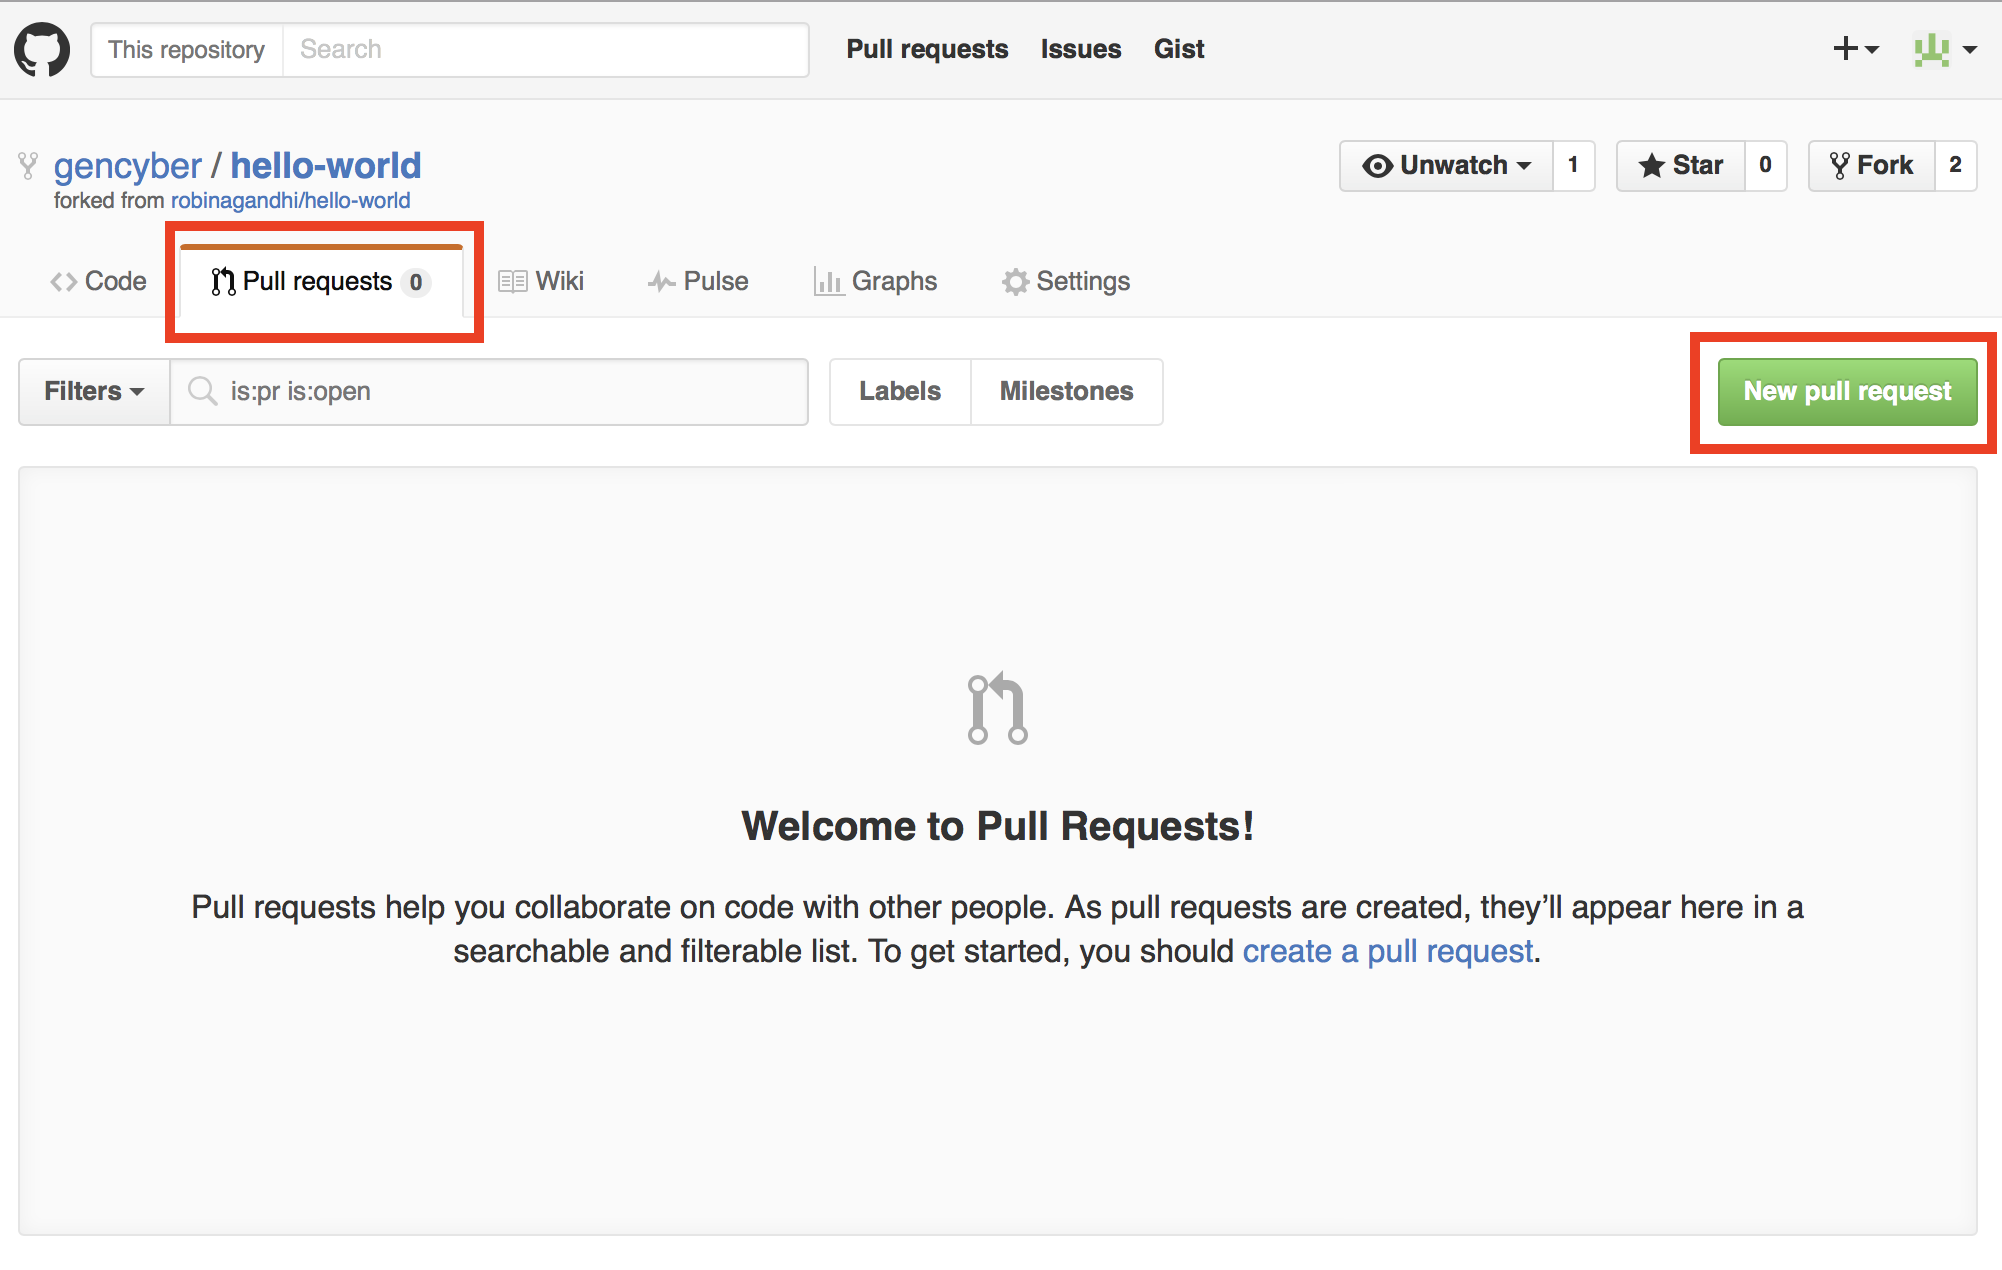 This repository Search Pull requests Issues Gist
gencyber / hello-world Unwatch 1 Star 0 Fork 2
forked from robinagandhi/hello-world
Code Pull requests 0 Wiki Pulse Graphs Settings
Filters is:pr is:open Labels Milestones New pull request
Welcome to Pull Requests!
Pull requests help you collaborate on code with other people. As pull requests are created, they’ll appear here in a
searchable and filterable list. To get started, you should create a pull request.